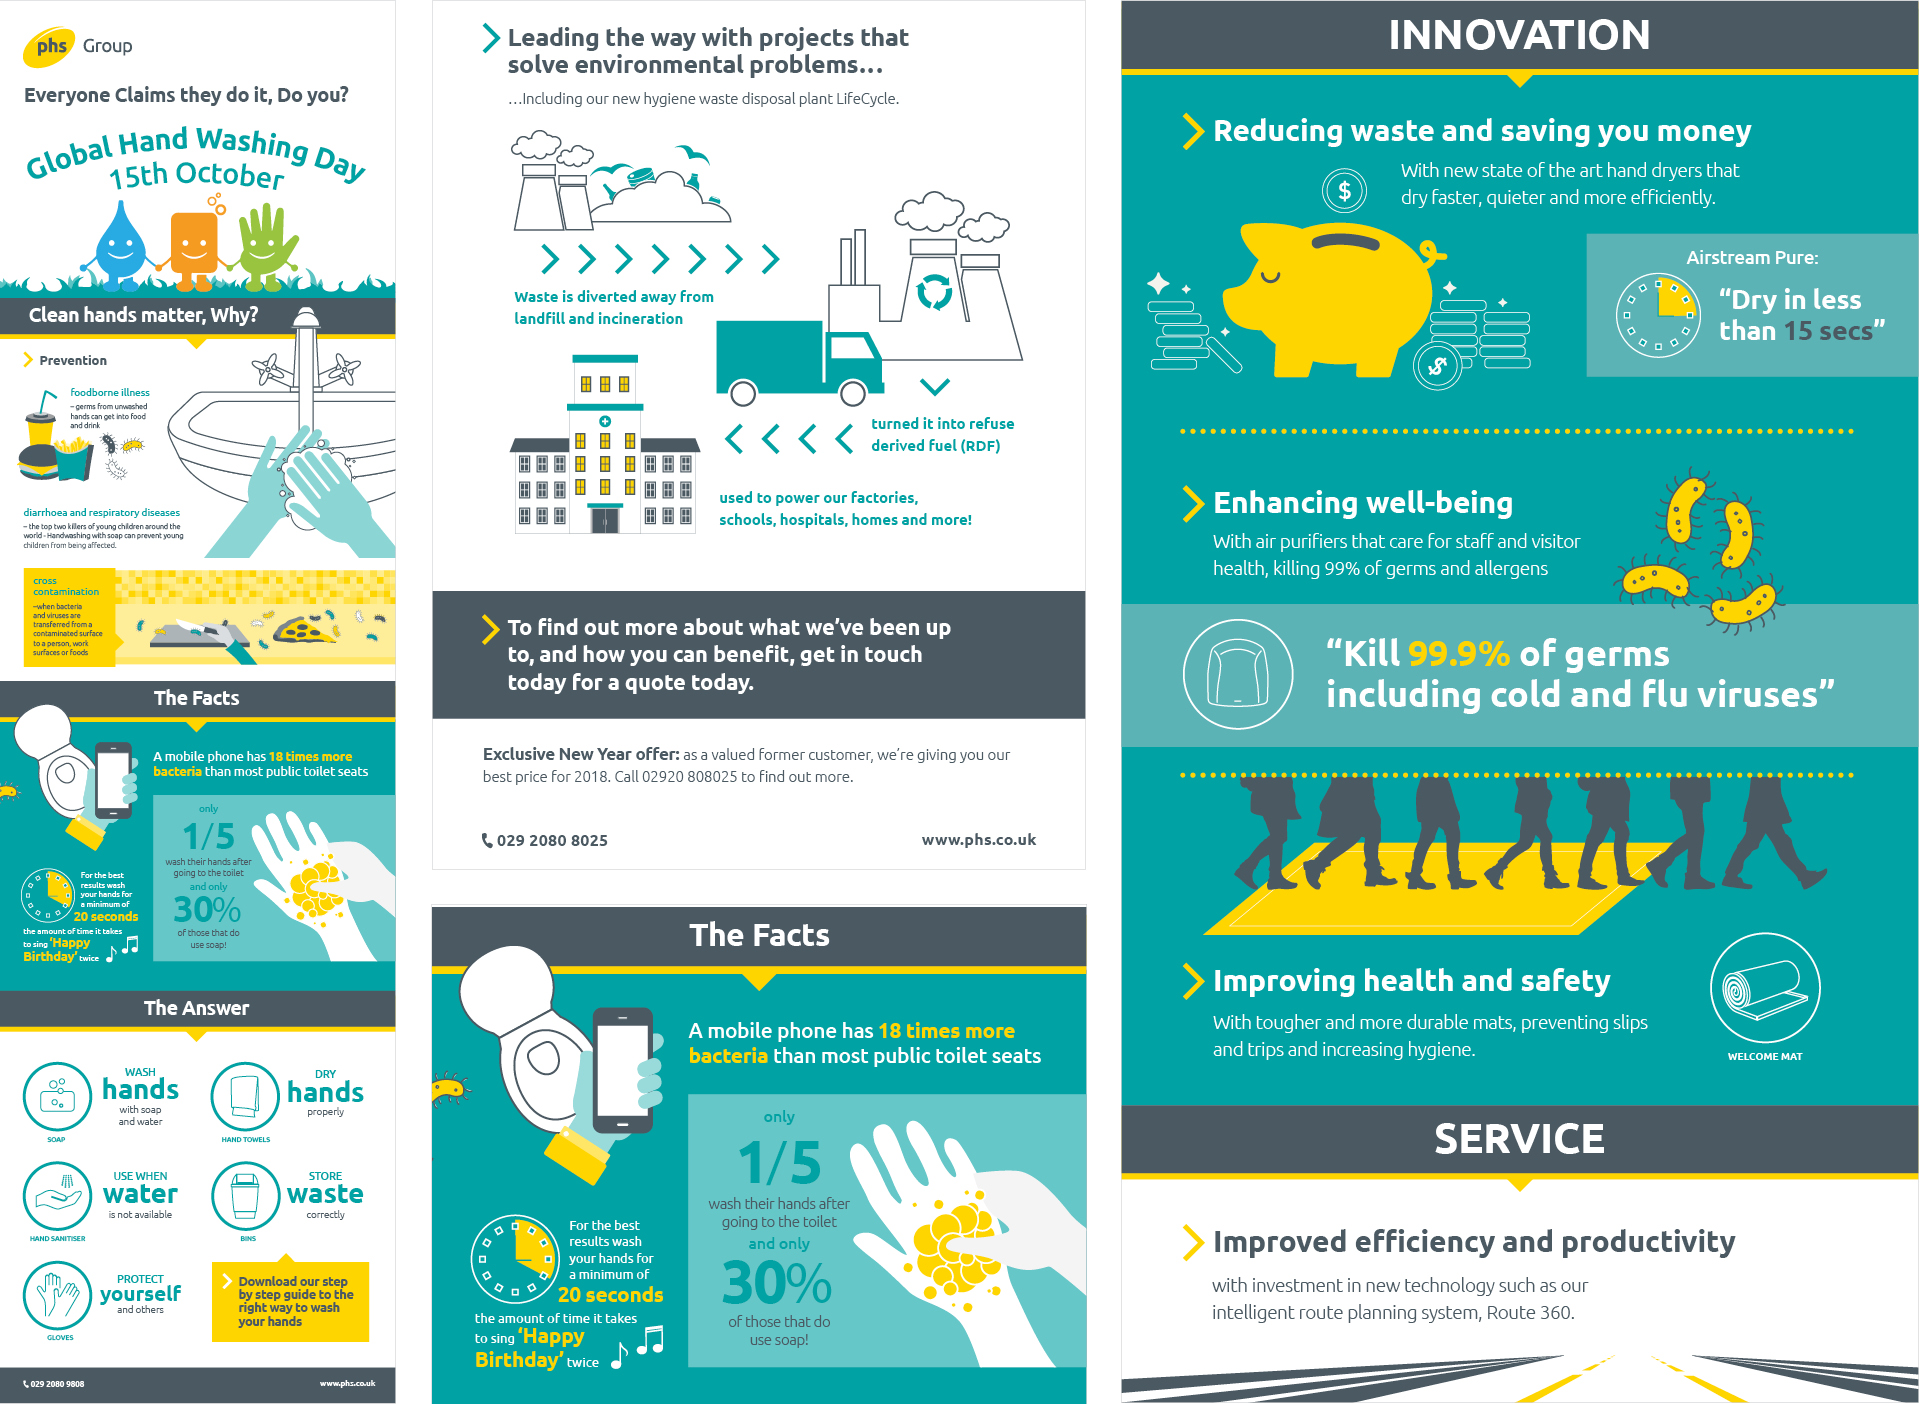 phs Group
Everyone Claims they do it, Do you?
Global Hand Washing Day
15th October
Clean hands matter, Why?
Prevention
foodborne illness
– germs from unwashed
hands can get into food
and drink
diarrhoea and respiratory diseases
– the top two killers of young children around the
world - Handwashing with soap can prevent young
children from being affected.
cross
contamination
–when bacteria
and viruses are
transferred from a
contaminated surface
to a person, work
surfaces or foods
The Facts
A mobile phone has 18 times more
bacteria than most public toilet seats
only
1/5
wash their hands after
going to the toilet
and only
30%
of those that do
use soap!
For the best
results wash
your hands for
a minimum of
20 seconds
the amount of time it takes
to sing ‘Happy
Birthday’ twice
The Answer
WASH
hands
with soap
and water
SOAP
DRY
hands
properly
HAND TOWELS
USE WHEN
water
is not available
HAND SANITISER
STORE
waste
correctly
BINS
PROTECT
yourself
and others
GLOVES
Download our step
by step guide to the
right way to wash
your hands
029 2080 9808
www.phs.co.uk
Leading the way with projects that
solve environmental problems...
...Including our new hygiene waste disposal plant LifeCycle.
Waste is diverted away from
landfill and incineration
turned it into refuse
derived fuel (RDF)
used to power our factories,
schools, hospitals, homes and more!
To find out more about what we’ve been up
to, and how you can benefit, get in touch
today for a quote today.
Exclusive New Year offer: as a valued former customer, we’re giving you our
best price for 2018. Call 02920 808025 to find out more.
029 2080 8025
www.phs.co.uk
The Facts
A mobile phone has 18 times more
bacteria than most public toilet seats
only
1/5
wash their hands after
going to the toilet
and only
30%
of those that do
use soap!
For the best
results wash
your hands for
a minimum of
20 seconds
the amount of time it takes
to sing ‘Happy
Birthday’ twice
INNOVATION
Reducing waste and saving you money
With new state of the art hand dryers that
dry faster, quieter and more efficiently.
$
$
Airstream Pure:
“Dry in less
than 15 secs”
Enhancing well-being
With air purifiers that care for staff and visitor
health, killing 99% of germs and allergens
“Kill 99.9% of germs
including cold and flu viruses”
Improving health and safety
With tougher and more durable mats, preventing slips
and trips and increasing hygiene.
WELCOME MAT
SERVICE
Improved efficiency and productivity
with investment in new technology such as our
intelligent route planning system, Route 360.